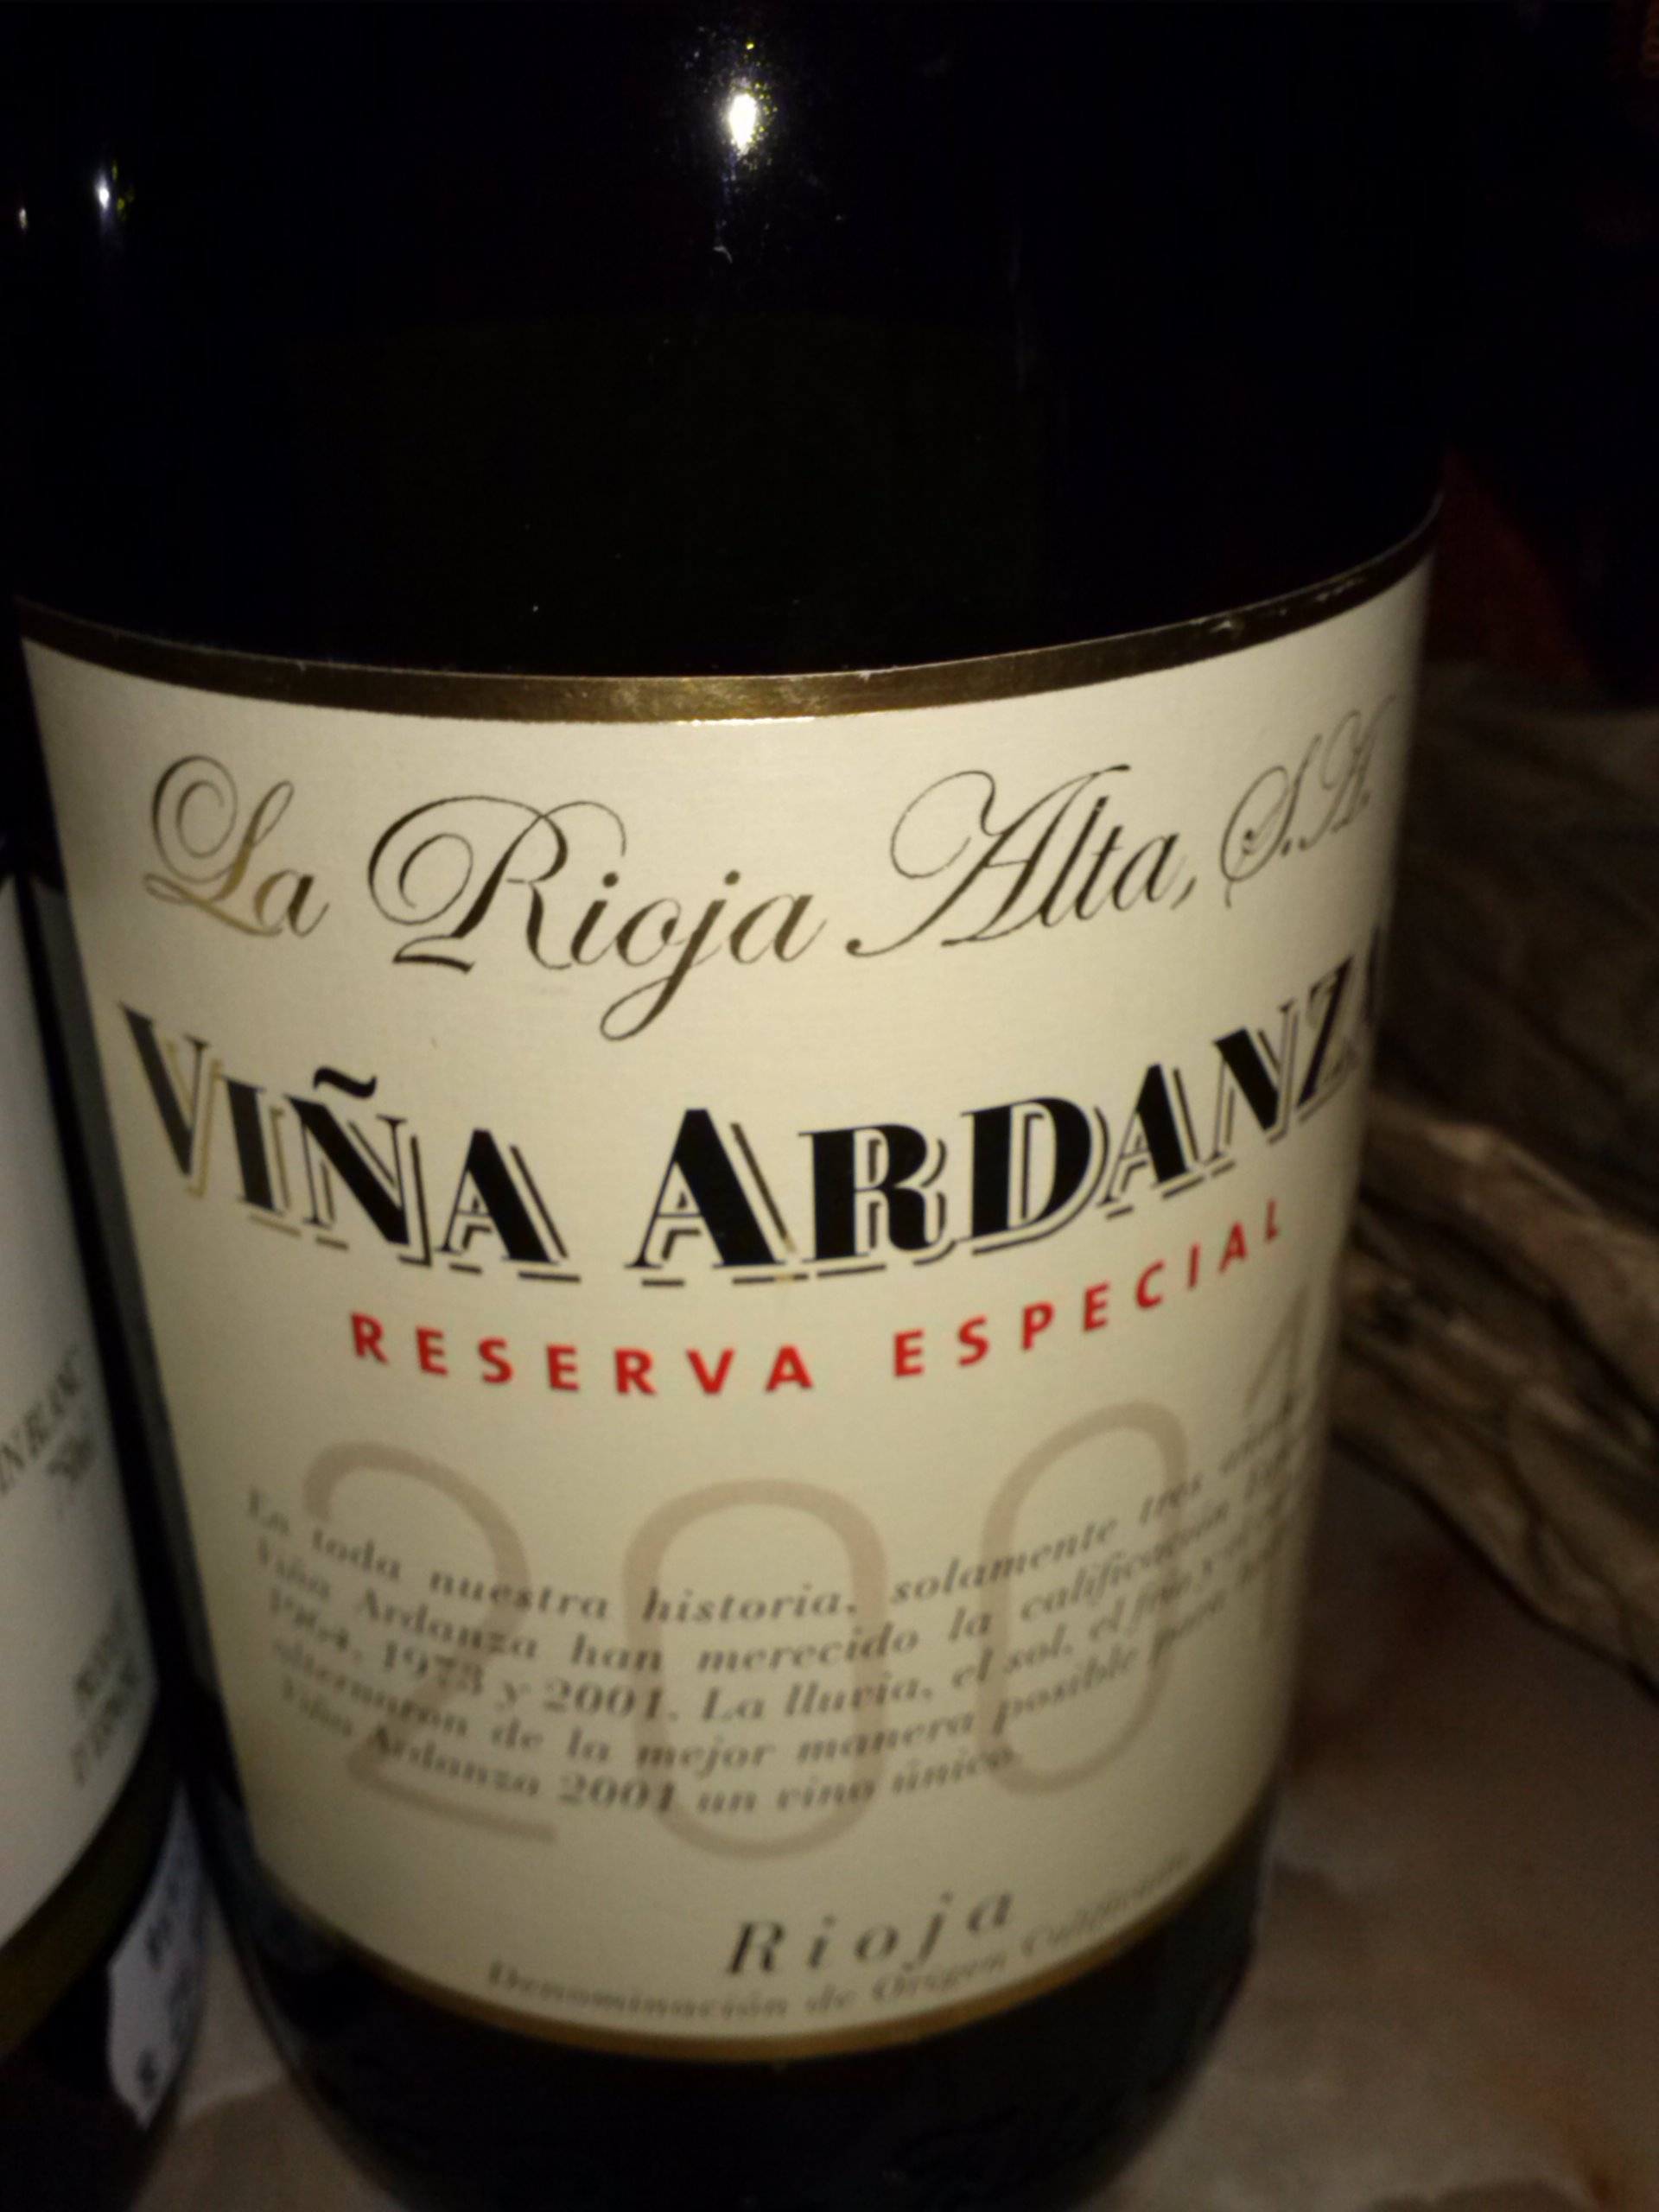 La Rioja Alta, S.A.
VIÑA ARDANZA
RESERVA ESPECIAL
2001
En toda nuestra historia, solamente tres
Viña Ardanza han merecido la calificación
1964, 1973 y 2001. La lluvia, el sol, el frío y el
alternaron de la mejor manera posible para
Viña Ardanza 2001 un vino único.
Rioja
Denominación de Origen Calificada